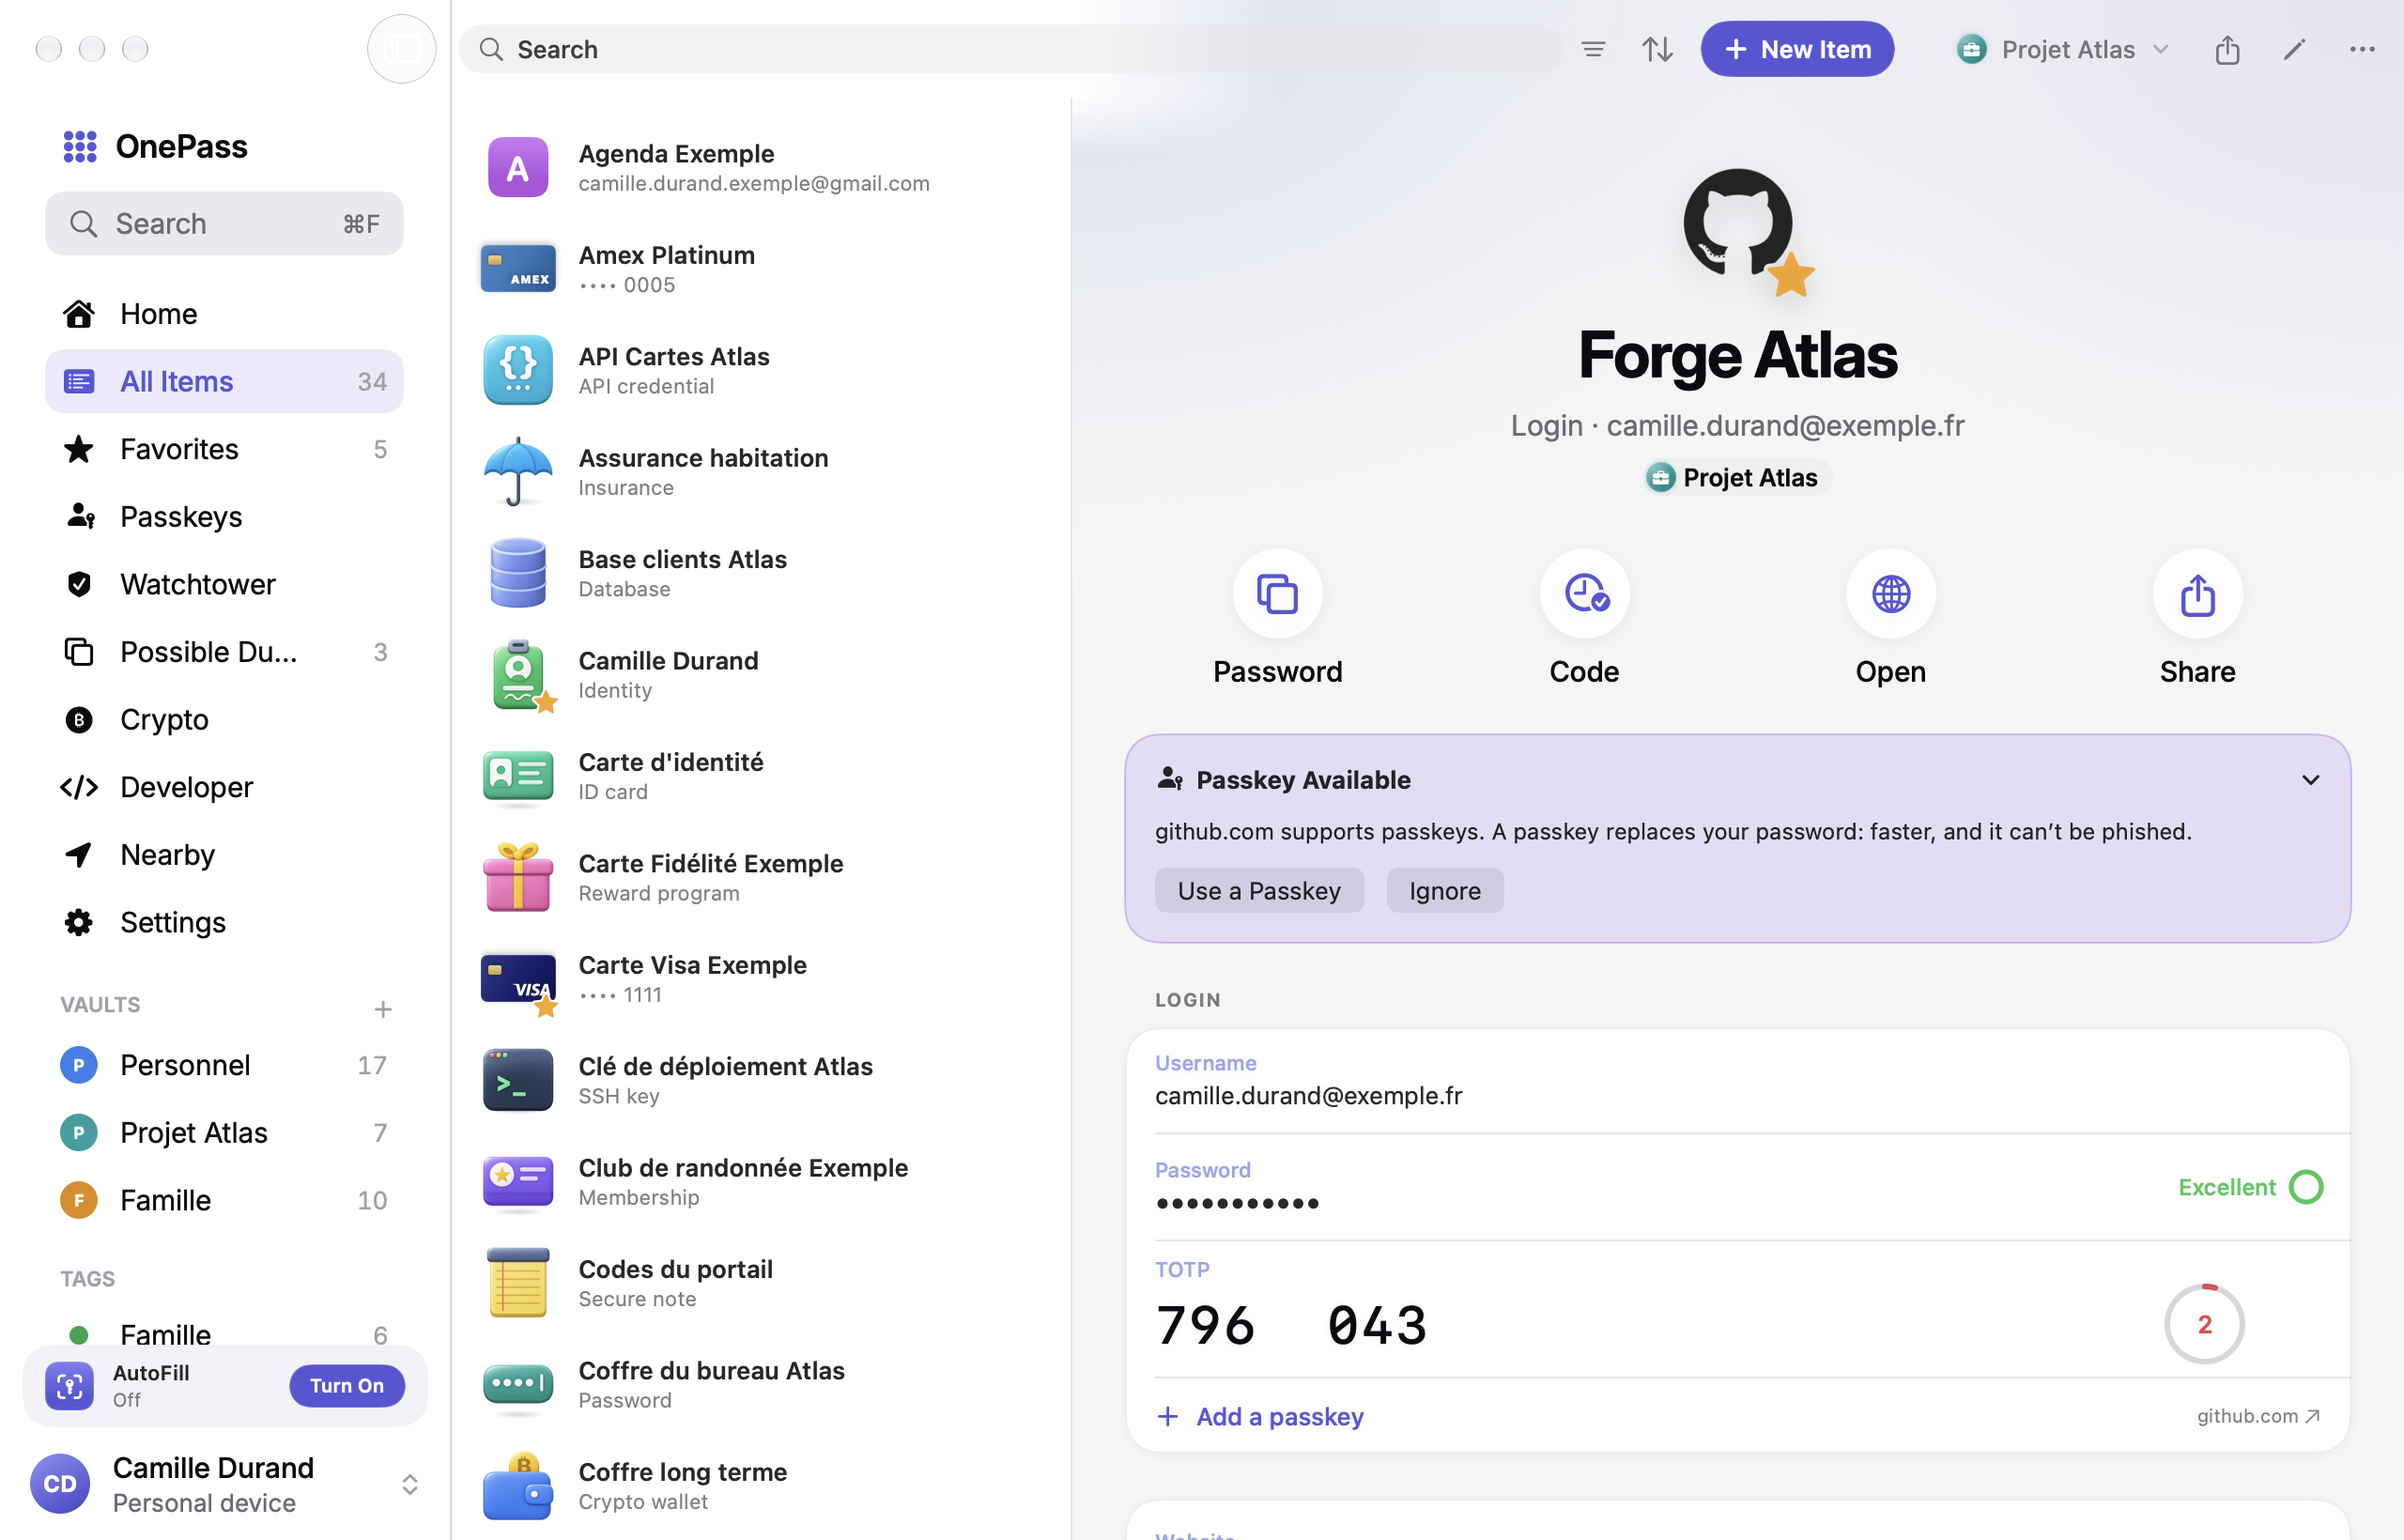 OnePass
Search ⌘F
Home
All Items 34
Favorites 5
Passkeys
Watchtower
Possible Du... 3
Crypto
Developer
Nearby
Settings
VAULTS +
P Personnel 17
P Projet Atlas 7
F Famille 10
TAGS
Famille 6
AutoFill
Off
Turn On
CD
Camille Durand
Personal device
Search
+ New Item
Projet Atlas
A
Agenda Exemple
camille.durand.exemple@gmail.com
AMEX
Amex Platinum
•••• 0005
API Cartes Atlas
API credential
Assurance habitation
Insurance
Base clients Atlas
Database
Camille Durand
Identity
Carte d'identité
ID card
Carte Fidélité Exemple
Reward program
VISA
Carte Visa Exemple
•••• 1111
>_
Clé de déploiement Atlas
SSH key
Club de randonnée Exemple
Membership
Codes du portail
Secure note
Coffre du bureau Atlas
Password
Coffre long terme
Crypto wallet
Forge Atlas
Login · camille.durand@exemple.fr
Projet Atlas
Password
Code
Open
Share
Passkey Available
github.com supports passkeys. A passkey replaces your password: faster, and it can’t be phished.
Use a Passkey
Ignore
LOGIN
Username
camille.durand@exemple.fr
Password
•••••••••••
Excellent
TOTP
796 043
2
+ Add a passkey
github.com ↗
Website